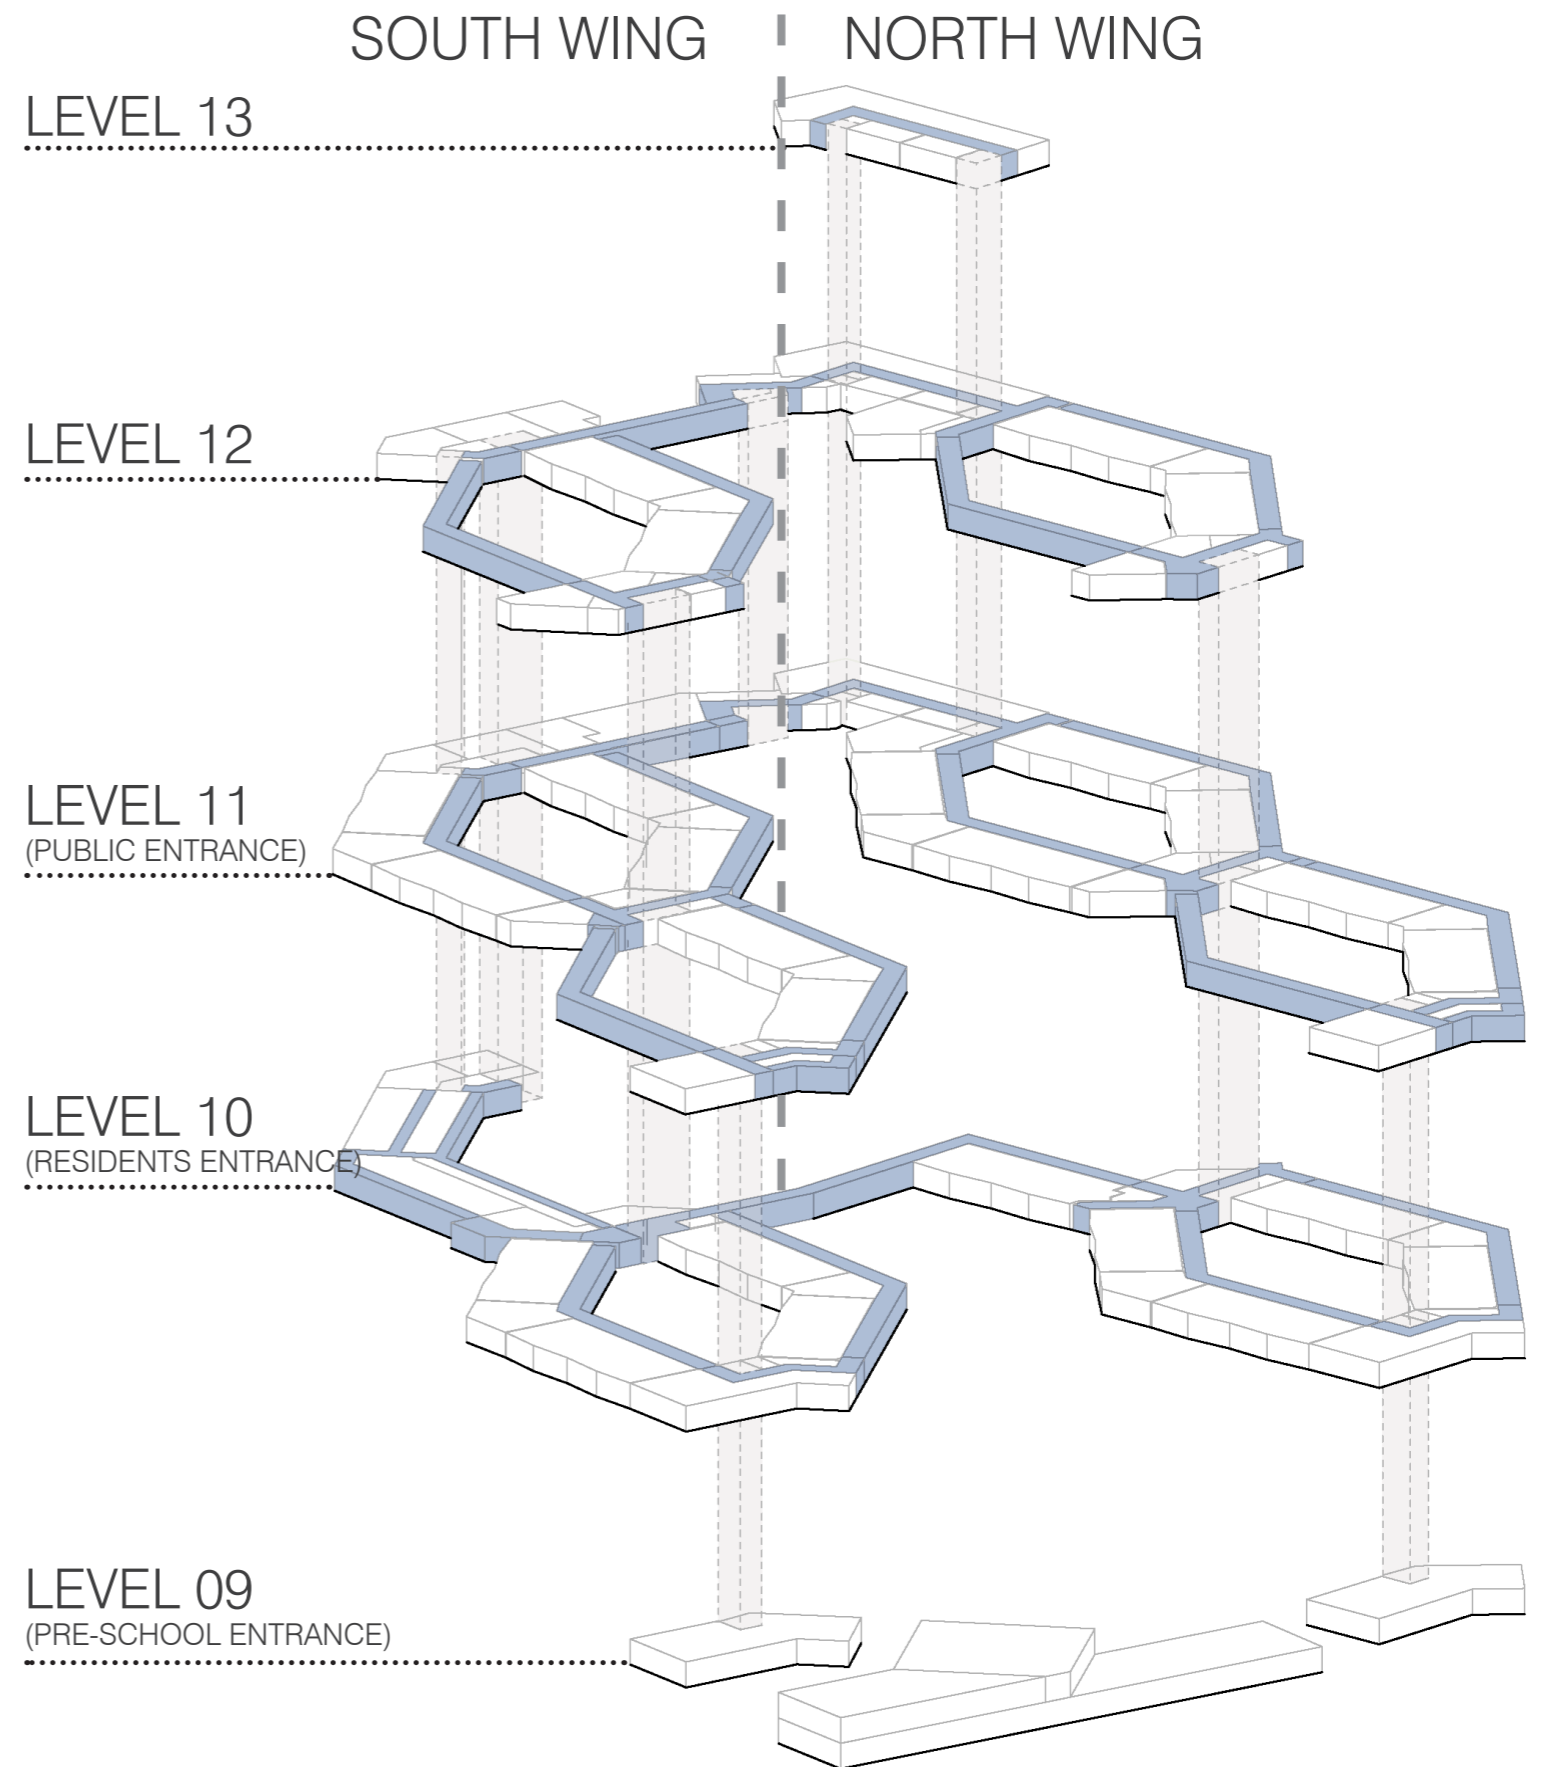 SOUTH WING
NORTH WING
LEVEL 13
LEVEL 12
LEVEL 11
(PUBLIC ENTRANCE)
LEVEL 10
(RESIDENTS ENTRANCE)
LEVEL 09
(PRE-SCHOOL ENTRANCE)